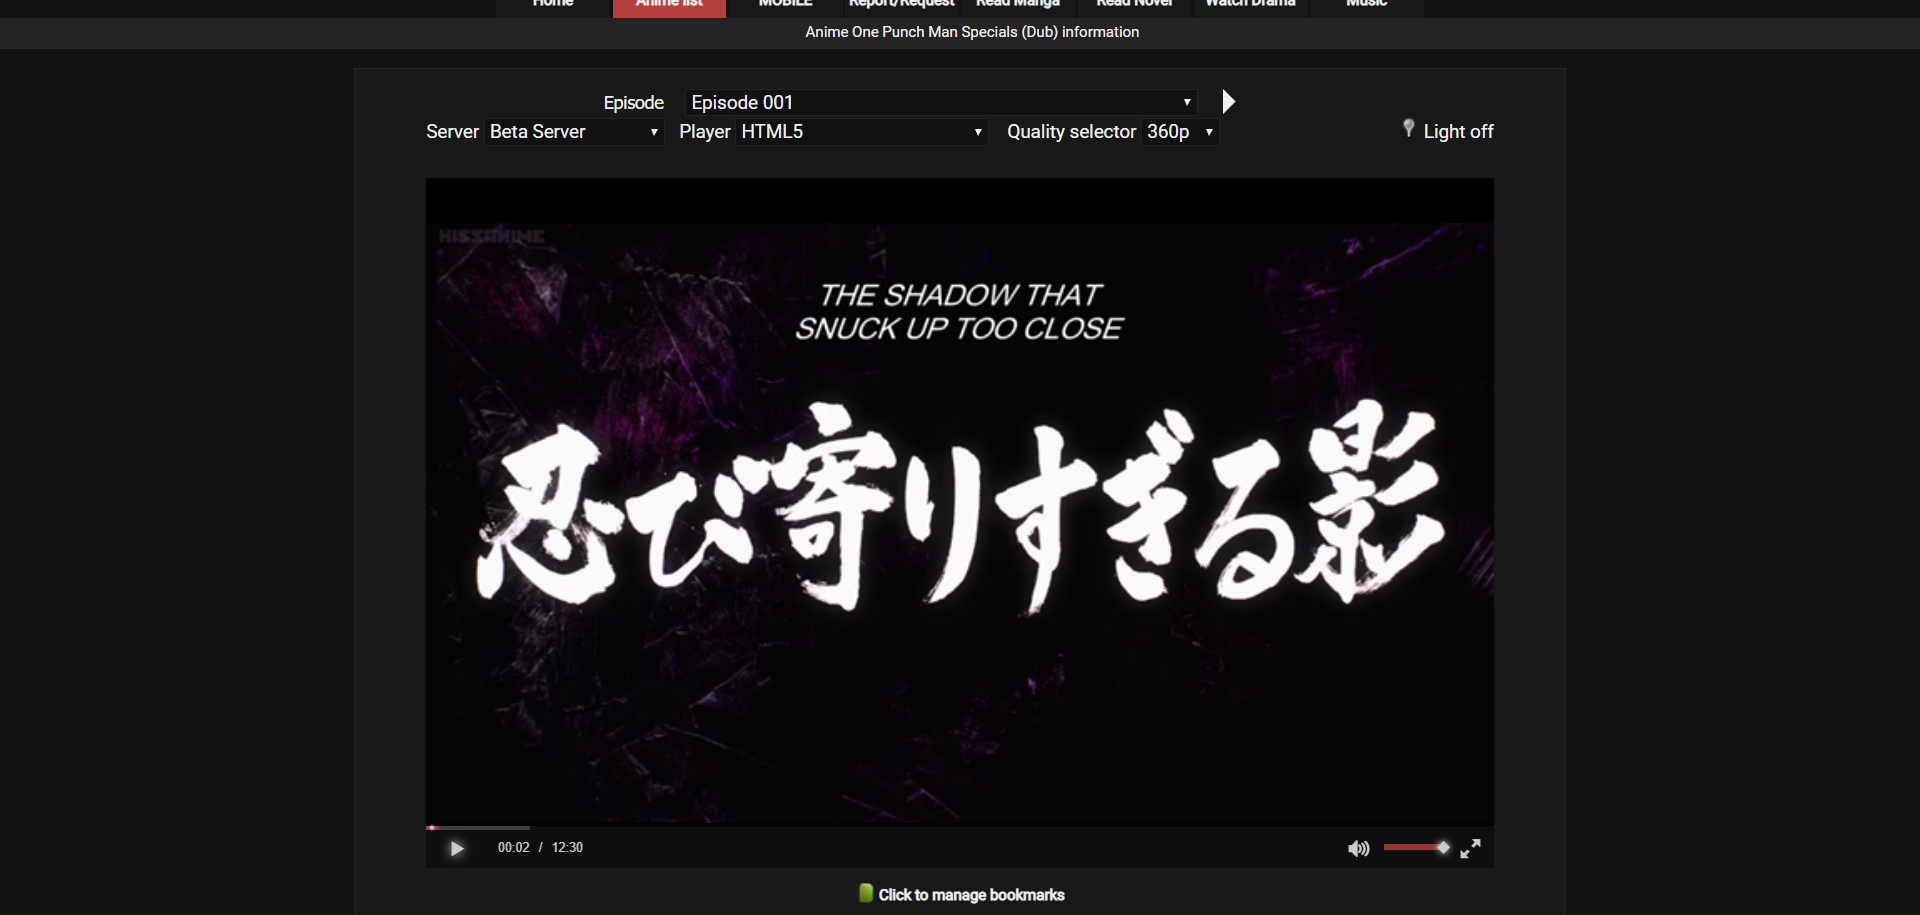 Home Anime list MOBILE Report/Request Read Manga Read Novel Watch Drama Music
Anime One Punch Man Specials (Dub) information
Episode Episode 001
Server Beta Server Player HTML5 Quality selector 360p Light off
KISSANIME
THE SHADOW THAT
SNUCK UP TOO CLOSE
忍び寄りすぎる影
00:02 / 12:30
Click to manage bookmarks